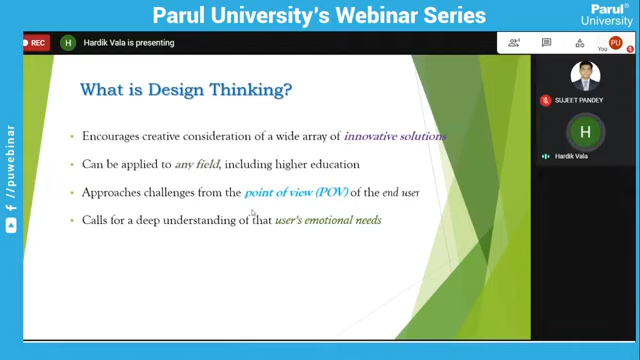 Parul University's Webinar Series
Parul®
University
REC
H
Hardik Vala is presenting
You
PU
What is Design Thinking?
Encourages creative consideration of a wide array of innovative solutions
Can be applied to any field, including higher education
Approaches challenges from the point of view (POV) of the end user
Calls for a deep understanding of that user's emotional needs
SUJEET PANDEY
H
Hardik Vala
/puwebinar